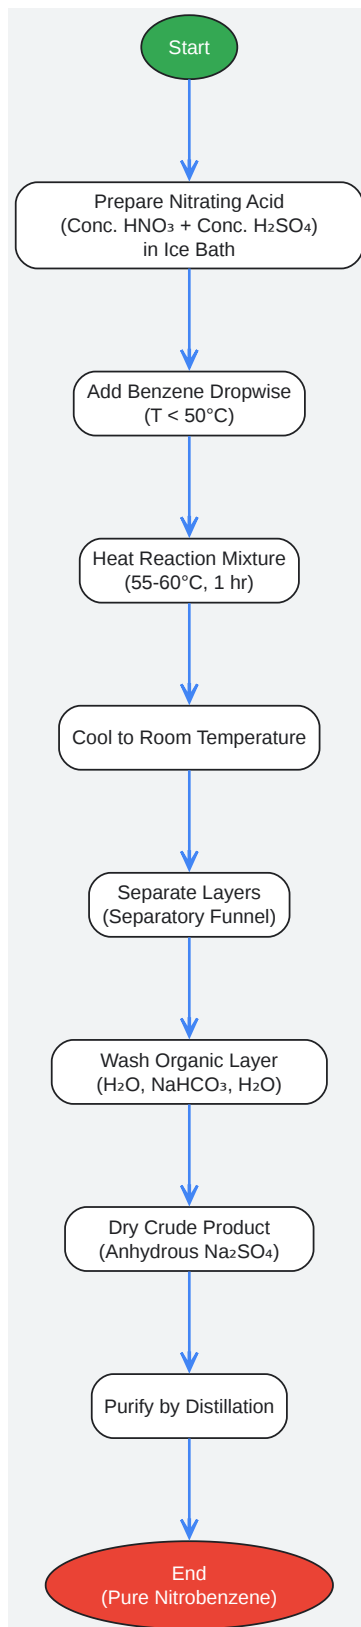 Start
Prepare Nitrating Acid
(Conc. HNO₃ + Conc. H₂SO₄)
in Ice Bath
Add Benzene Dropwise
(T < 50°C)
Heat Reaction Mixture
(55-60°C, 1 hr)
Cool to Room Temperature
Separate Layers
(Separatory Funnel)
Wash Organic Layer
(H₂O, NaHCO₃, H₂O)
Dry Crude Product
(Anhydrous Na₂SO₄)
Purify by Distillation
End
(Pure Nitrobenzene)